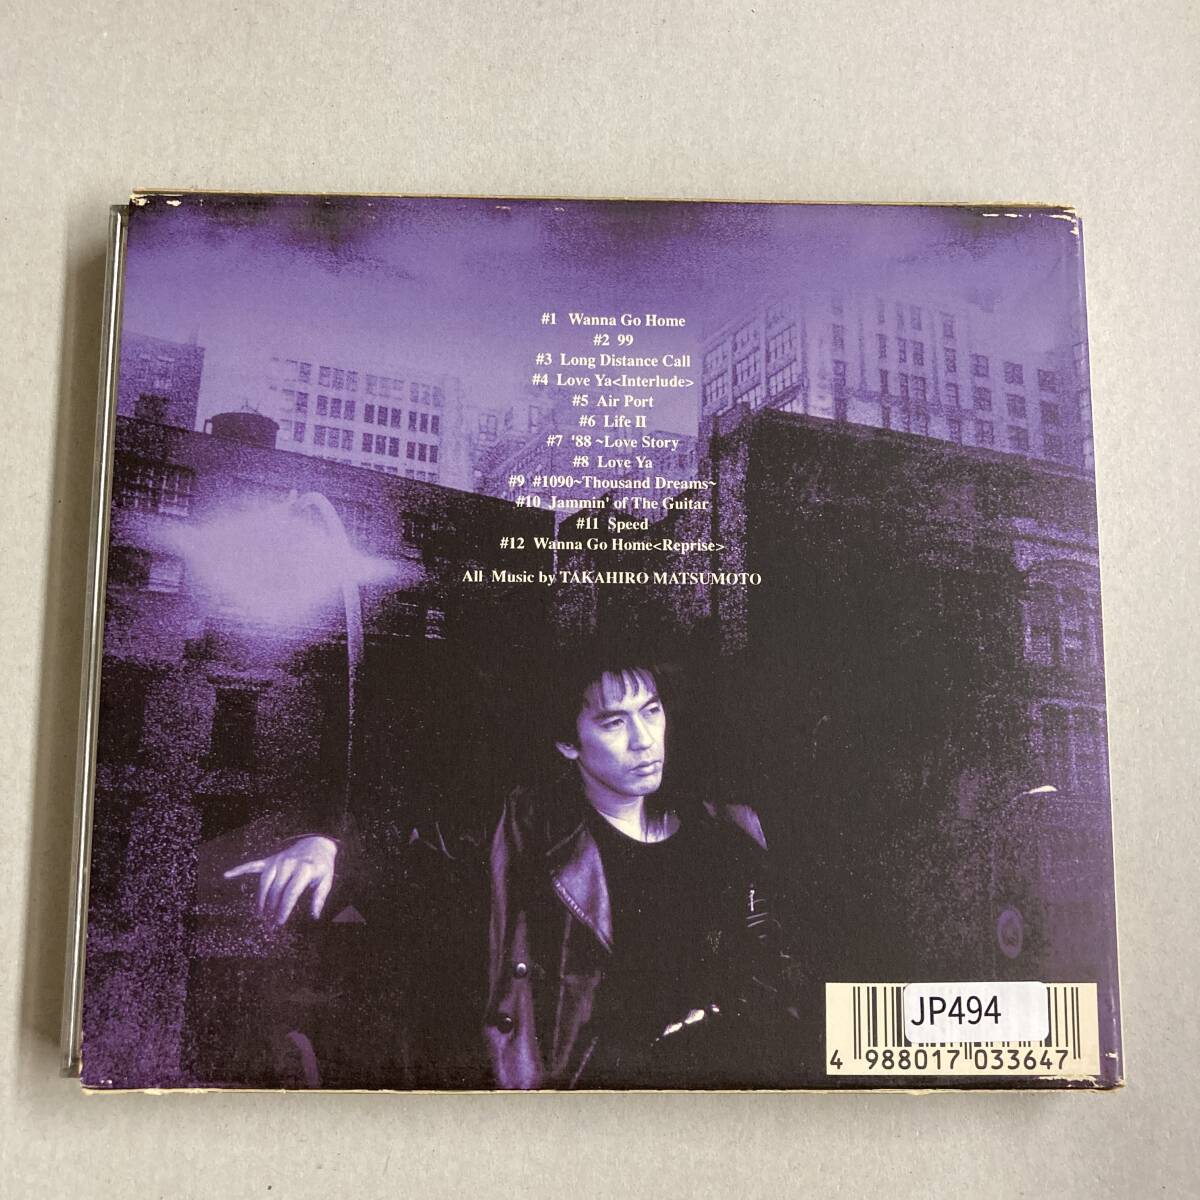 #1 Wanna Go Home
#2 99
#3 Long Distance Call
#4 Love Ya<Interlude>
#5 Air Port
#6 Life II
#7 '88 ~Love Story
#8 Love Ya
#9 #1090~Thousand Dreams~
#10 Jammin' of The Guitar
#11 Speed
#12 Wanna Go Home<Reprise>
All Music by TAKAHIRO MATSUMOTO
JP494
4 988017 033647